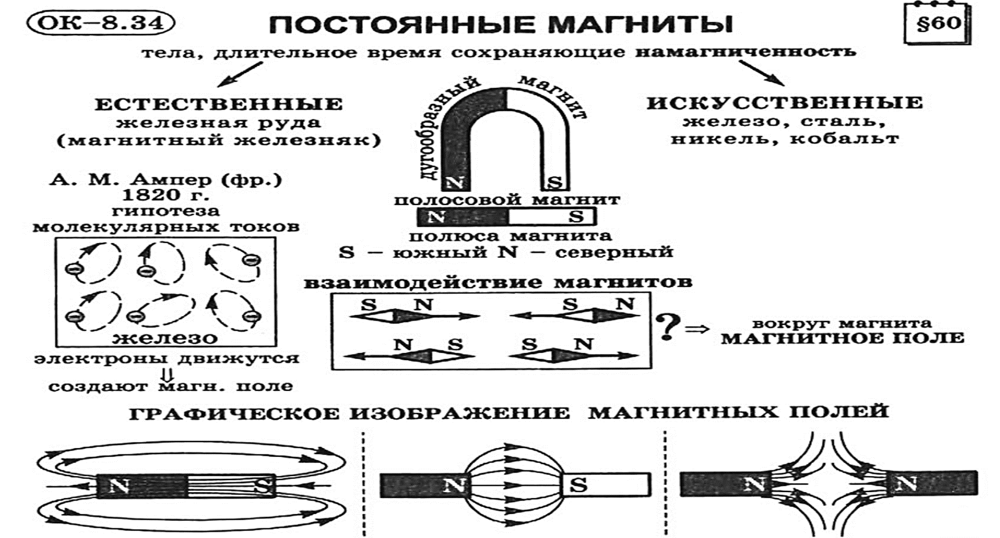 ОК–8.34
ПОСТОЯННЫЕ МАГНИТЫ
§60
тела, длительное время сохраняющие намагниченность
ЕСТЕСТВЕННЫЕ
железная руда
(магнитный железняк)
дугообразный магнит
N S
ИСКУССТВЕННЫЕ
железо, сталь,
никель, кобальт
А. М. Ампер (фр.)
1820 г.
гипотеза
молекулярных токов
железо
электроны движутся
⇓
создают магн. поле
полосовой магнит
N S
полюса магнита
S – южный N – северный
взаимодействие магнитов
S N S N
N S S N
? ⇒
вокруг магнита
МАГНИТНОЕ ПОЛЕ
ГРАФИЧЕСКОЕ ИЗОБРАЖЕНИЕ МАГНИТНЫХ ПОЛЕЙ
N S
N S
N N